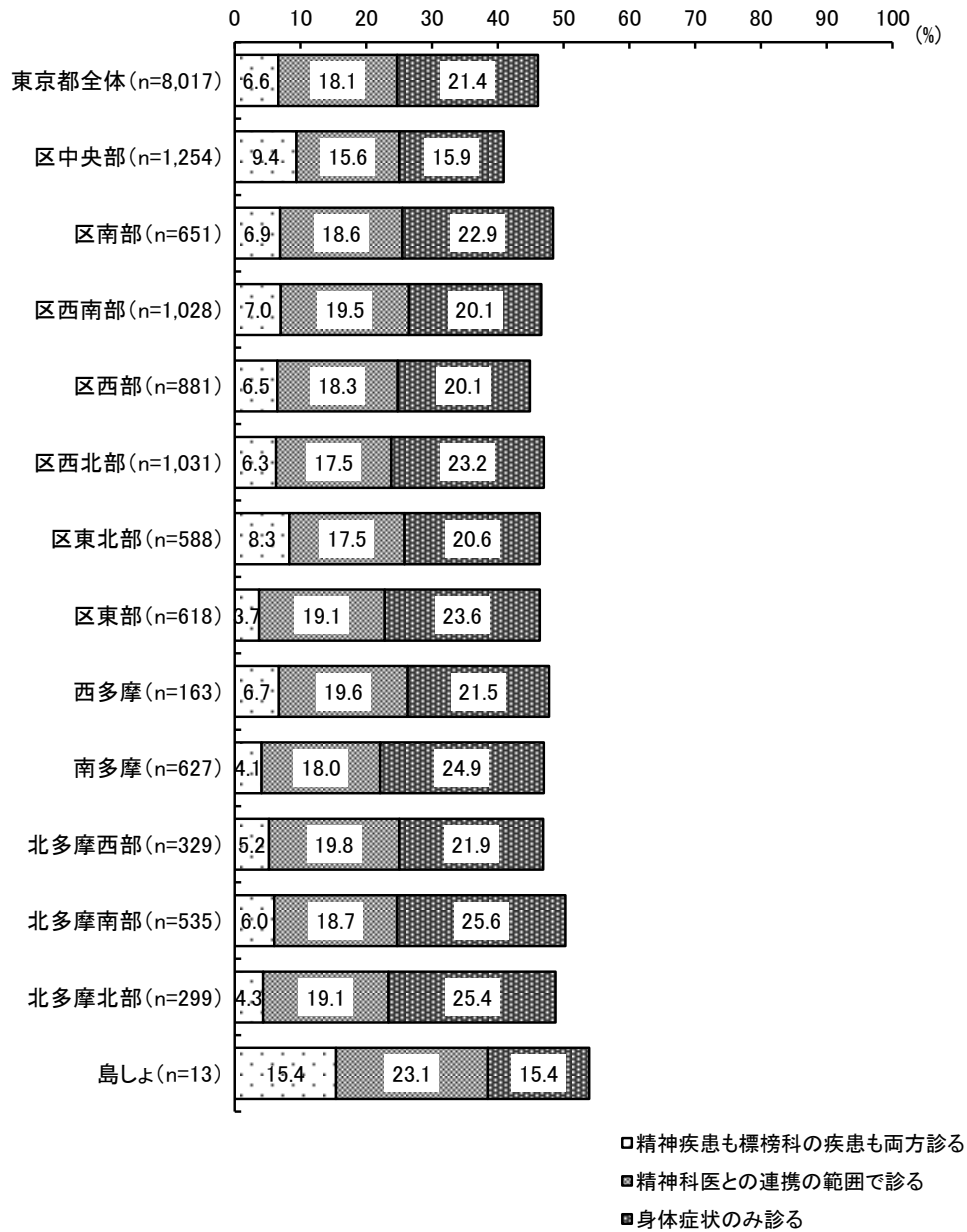 0 10 20 30 40 50 60 70 80 90 100
(%)
東京都全体(n=8,017) 6.6 18.1 21.4
区中央部(n=1,254) 9.4 15.6 15.9
区南部(n=651) 6.9 18.6 22.9
区西南部(n=1,028) 7.0 19.5 20.1
区西部(n=881) 6.5 18.3 20.1
区西北部(n=1,031) 6.3 17.5 23.2
区東北部(n=588) 8.3 17.5 20.6
区東部(n=618) 3.7 19.1 23.6
西多摩(n=163) 6.7 19.6 21.5
南多摩(n=627) 4.1 18.0 24.9
北多摩西部(n=329) 5.2 19.8 21.9
北多摩南部(n=535) 6.0 18.7 25.6
北多摩北部(n=299) 4.3 19.1 25.4
島しょ(n=13) 15.4 23.1 15.4
精神疾患も標榜科の疾患も両方診る
精神科医との連携の範囲で診る
身体症状のみ診る